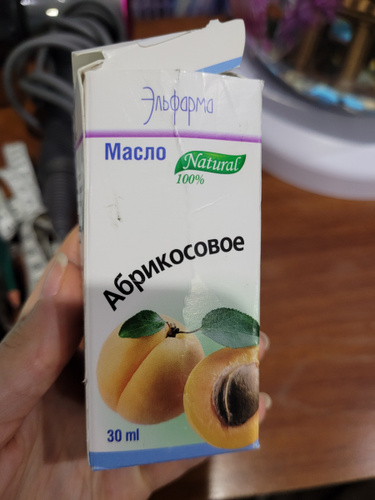 Эльфарма
Масло
Natural
100%
Абрикосовое
30 ml